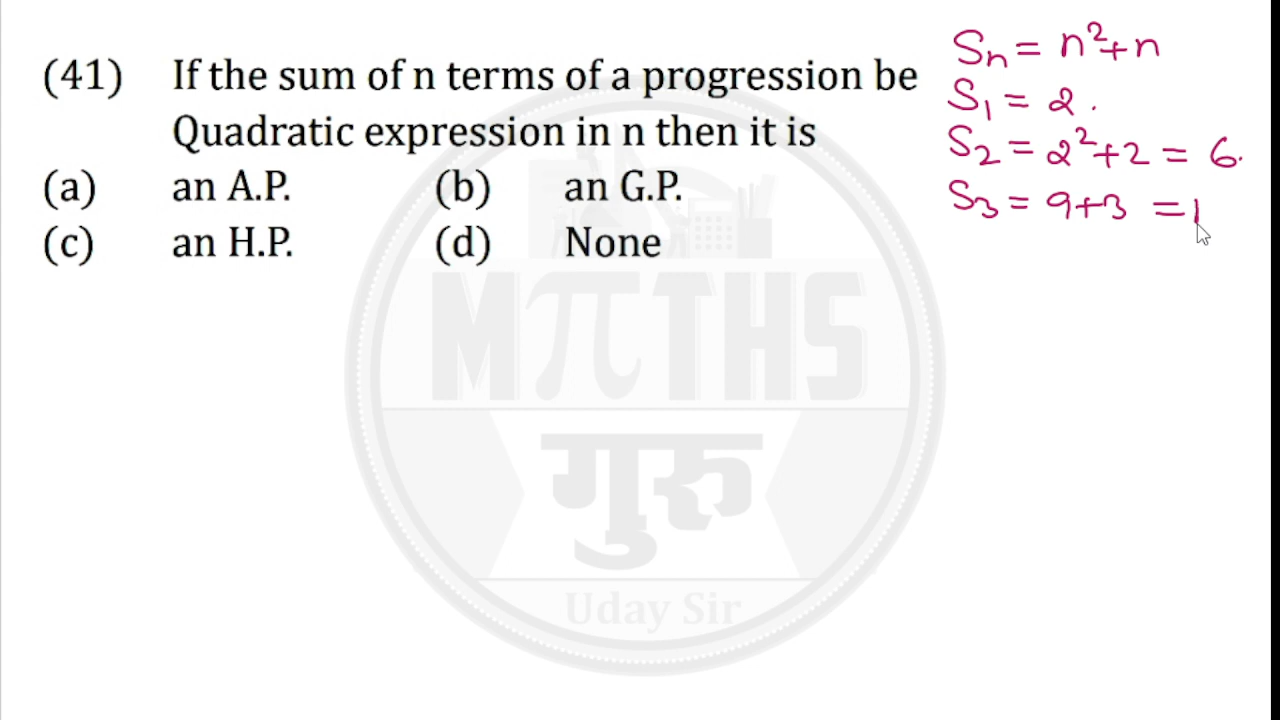 (41) If the sum of n terms of a progression be
Quadratic expression in n then it is
(a) an A.P. (b) an G.P.
(c) an H.P. (d) None
Sn = n²+n
S1 = 2.
S2 = 2²+2 = 6.
S3 = 9+3 = 1
MπTHS
गुरु
Uday Sir